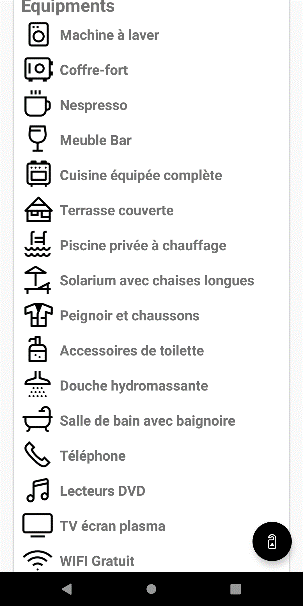 Equipments
Machine à laver
Coffre-fort
Nespresso
Meuble Bar
Cuisine équipée complète
Terrasse couverte
Piscine privée à chauffage
Solarium avec chaises longues
Peignoir et chaussons
Accessoires de toilette
Douche hydromassante
Salle de bain avec baignoire
Téléphone
Lecteurs DVD
TV écran plasma
WIFI Gratuit